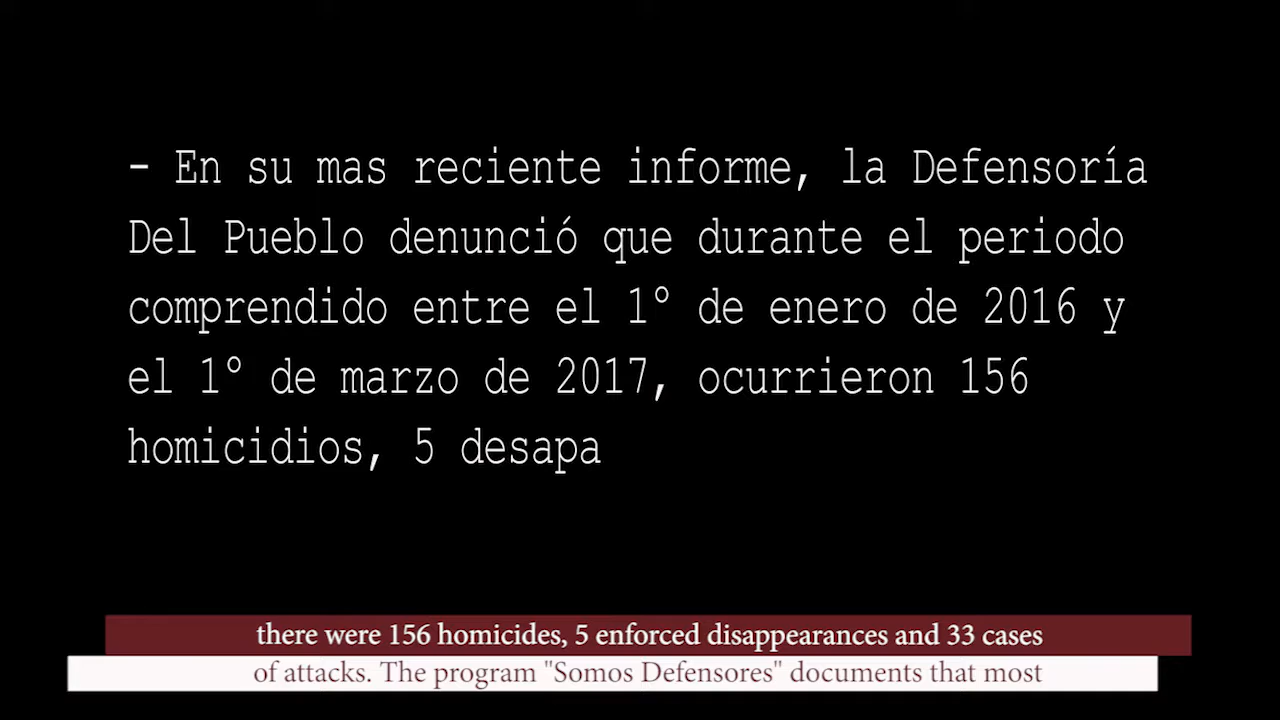 - En su mas reciente informe, la Defensoría
Del Pueblo denunció que durante el periodo
comprendido entre el 1° de enero de 2016 y
el 1° de marzo de 2017, ocurrieron 156
homicidios, 5 desapa
there were 156 homicides, 5 enforced disappearances and 33 cases
of attacks. The program "Somos Defensores" documents that most